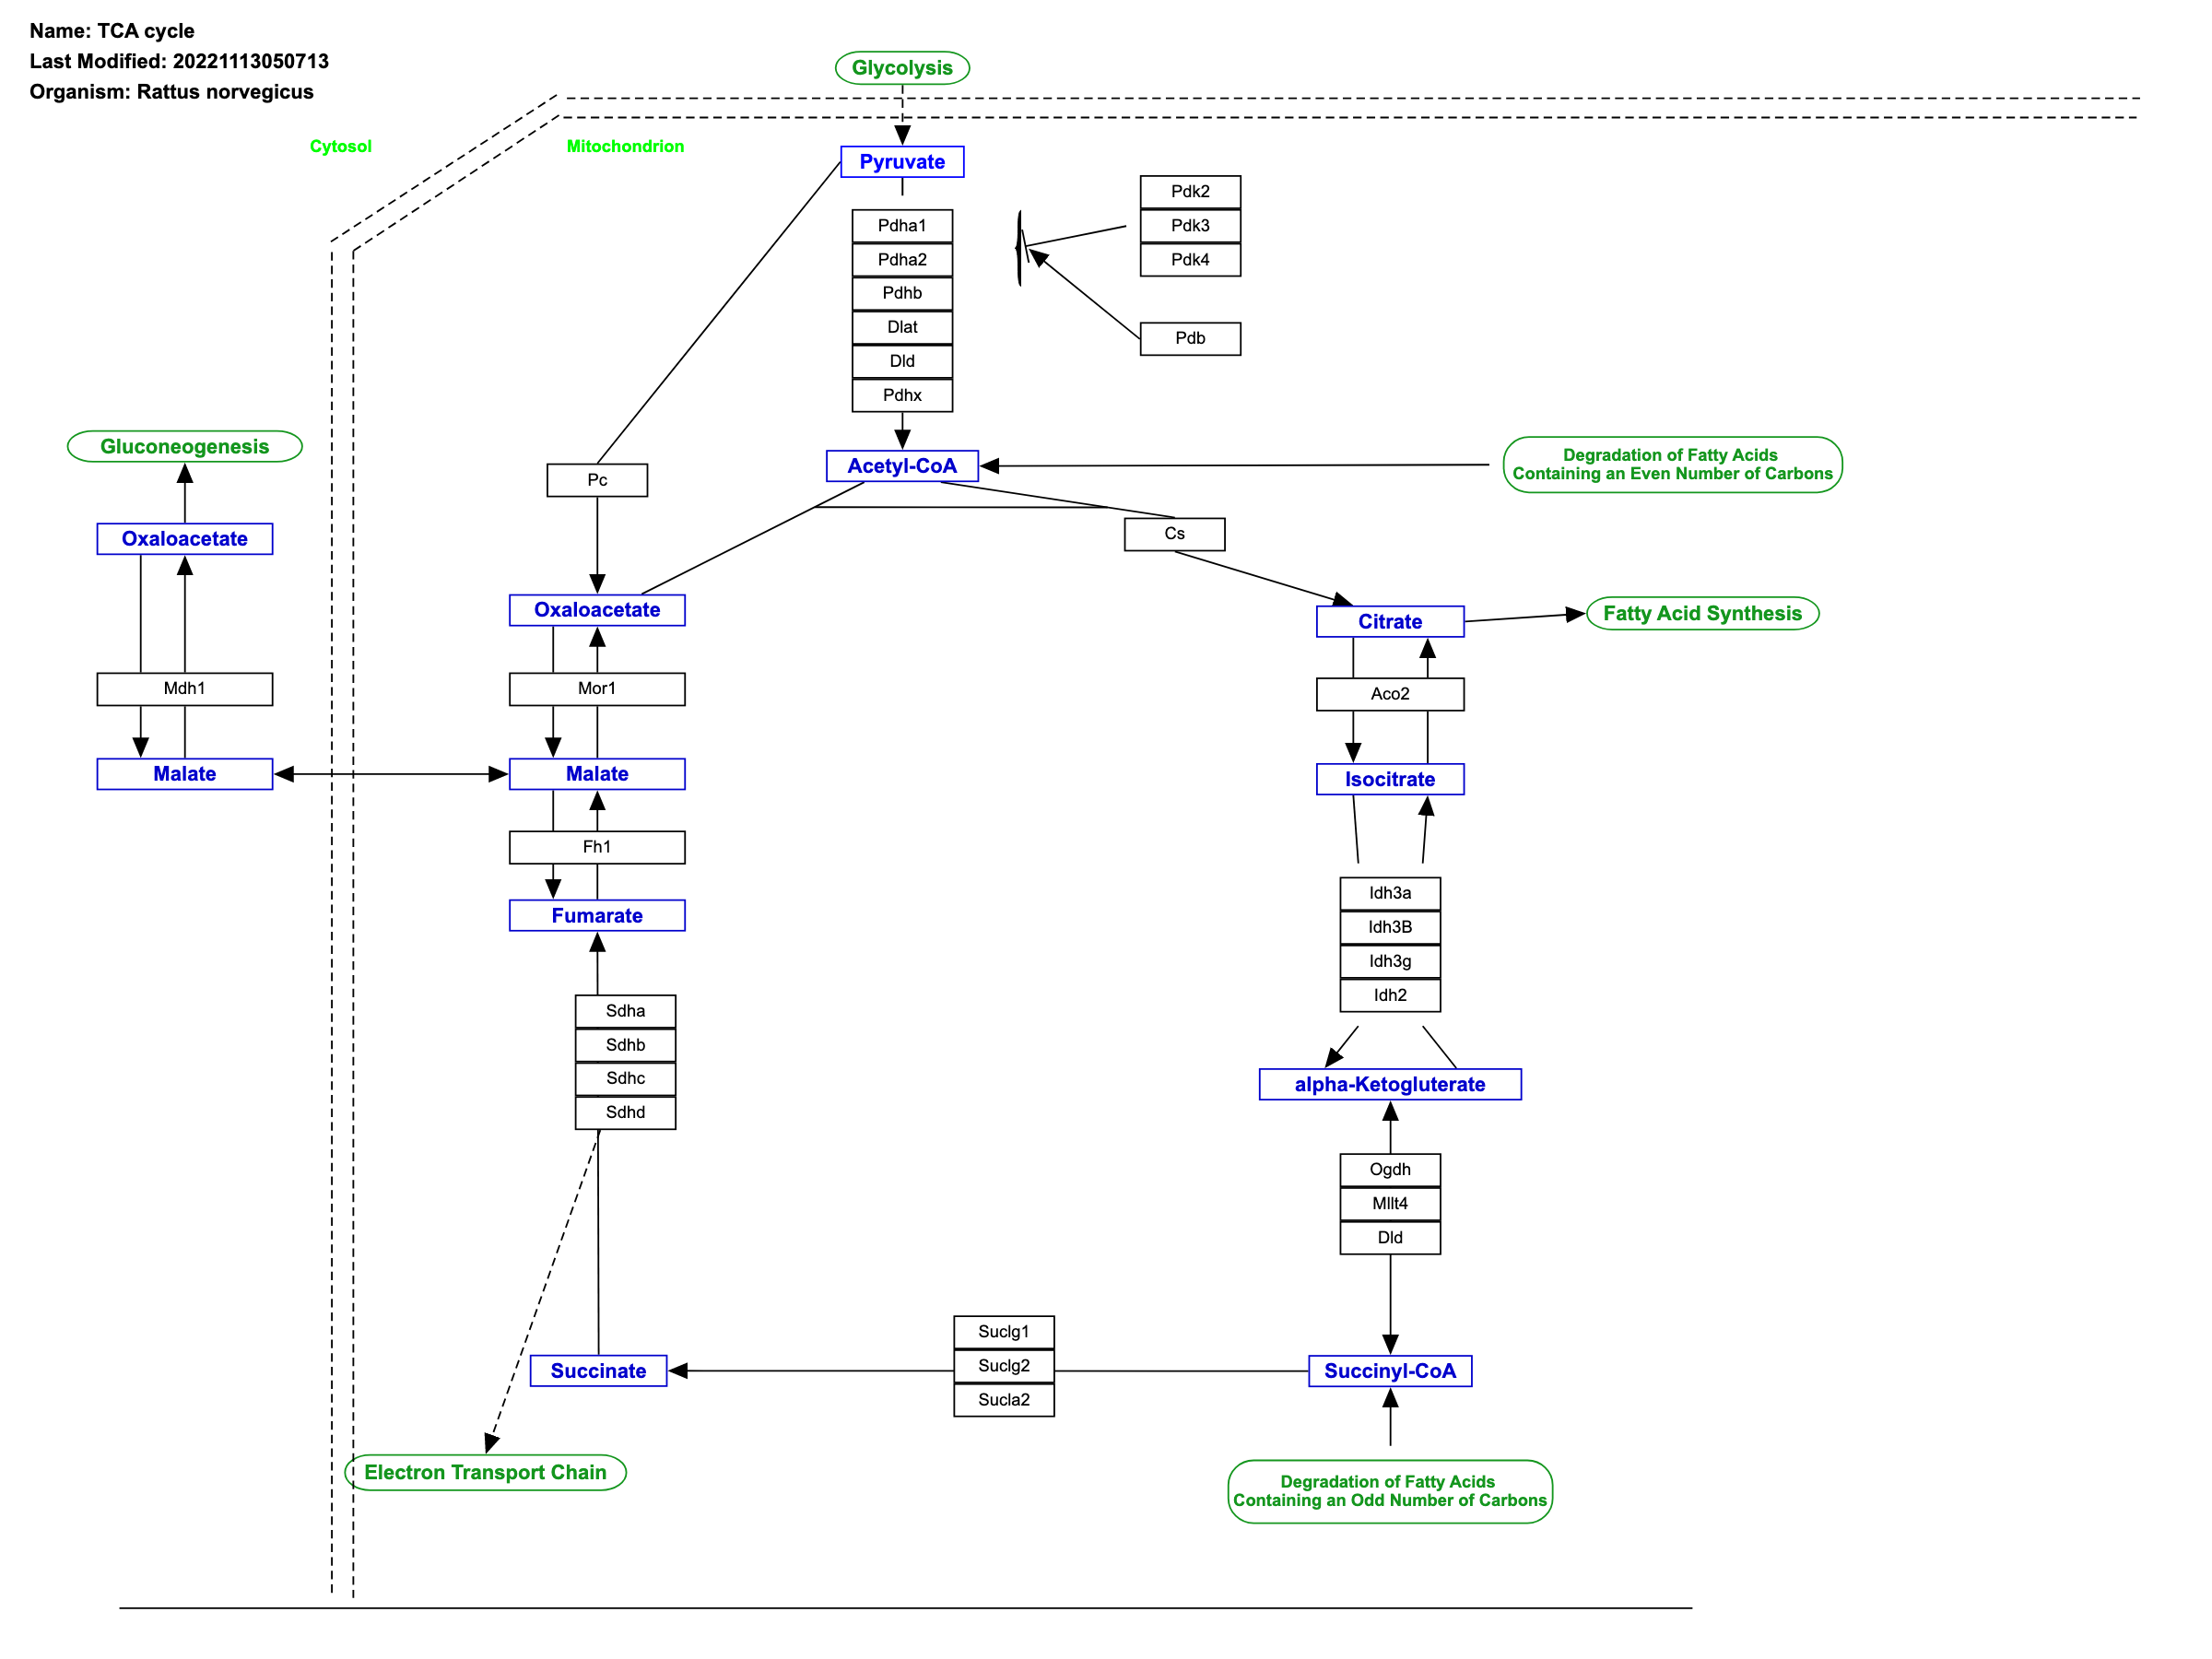 Name: TCA cycle
Last Modified: 20221113050713
Organism: Rattus norvegicus
Glycolysis
Cytosol
Mitochondrion
Pyruvate
Pdk2
Pdk3
Pdk4
Pdha1
Pdha2
Pdhb
Dlat
Dld
Pdhx
Pdb
Gluconeogenesis
Acetyl-CoA
Degradation of Fatty Acids
Containing an Even Number of Carbons
Pc
Oxaloacetate
Cs
Oxaloacetate
Citrate
Fatty Acid Synthesis
Mdh1
Mor1
Aco2
Malate
Malate
Isocitrate
Fh1
Fumarate
Idh3a
Idh3B
Idh3g
Idh2
Sdha
Sdhb
Sdhc
Sdhd
alpha-Ketogluterate
Ogdh
Mllt4
Dld
Suclg1
Suclg2
Sucla2
Succinate
Succinyl-CoA
Electron Transport Chain
Degradation of Fatty Acids
Containing an Odd Number of Carbons